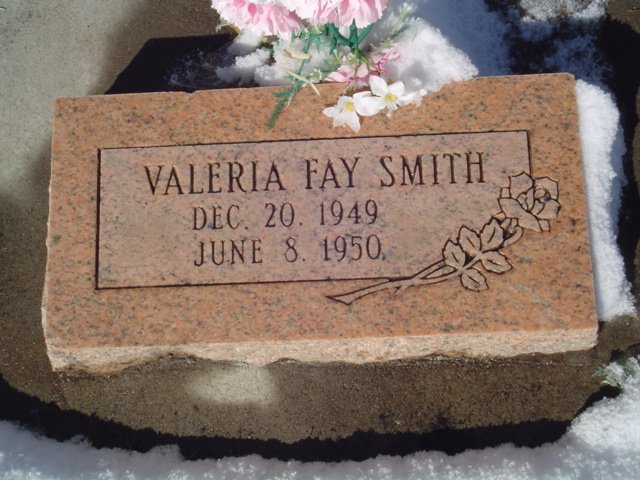 VALERIA FAY SMITH
DEC. 20. 1949
JUNE 8. 1950